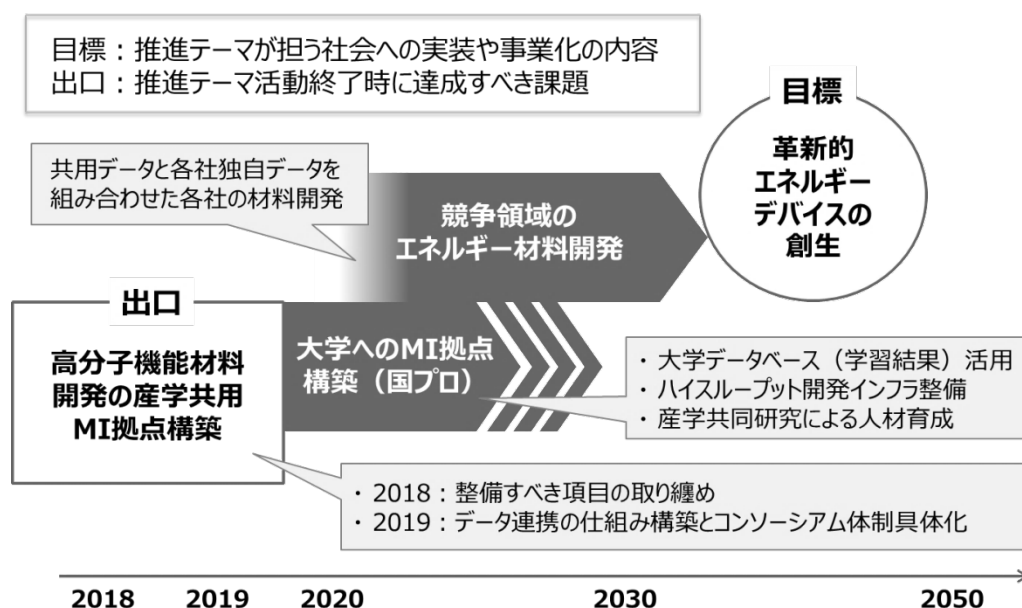 目標：推進テーマが担う社会への実装や事業化の内容
出口：推進テーマ活動終了時に達成すべき課題
目標
革新的
エネルギー
デバイスの
創生
共用データと各社独自データを
組み合わせた各社の材料開発
競争領域の
エネルギー材料開発
出口
高分子機能材料
開発の産学共用
MI拠点構築
大学へのMI拠点
構築（国プロ）
・大学データベース（学習結果）活用
・ハイスループット開発インフラ整備
・産学共同研究による人材育成
・2018：整備すべき項目の取り纏め
・2019：データ連携の仕組み構築とコンソーシアム体制具体化
2018 2019 2020 2030 2050